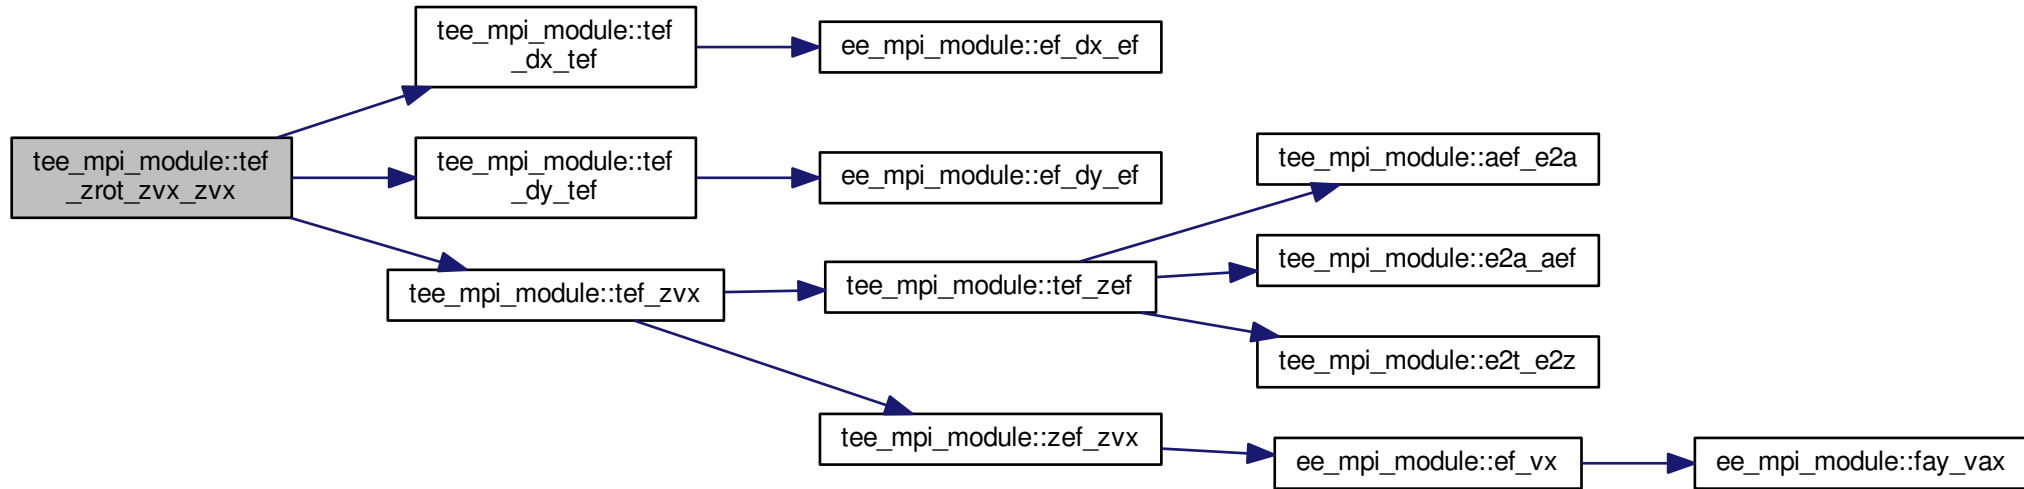 tee_mpi_module::tef
_zrot_zvx_zvx
tee_mpi_module::tef
_dx_tef
ee_mpi_module::ef_dx_ef
tee_mpi_module::tef
_dy_tef
ee_mpi_module::ef_dy_ef
tee_mpi_module::tef_zvx
tee_mpi_module::tef_zef
tee_mpi_module::aef_e2a
tee_mpi_module::e2a_aef
tee_mpi_module::e2t_e2z
tee_mpi_module::zef_zvx
ee_mpi_module::ef_vx
ee_mpi_module::fay_vax